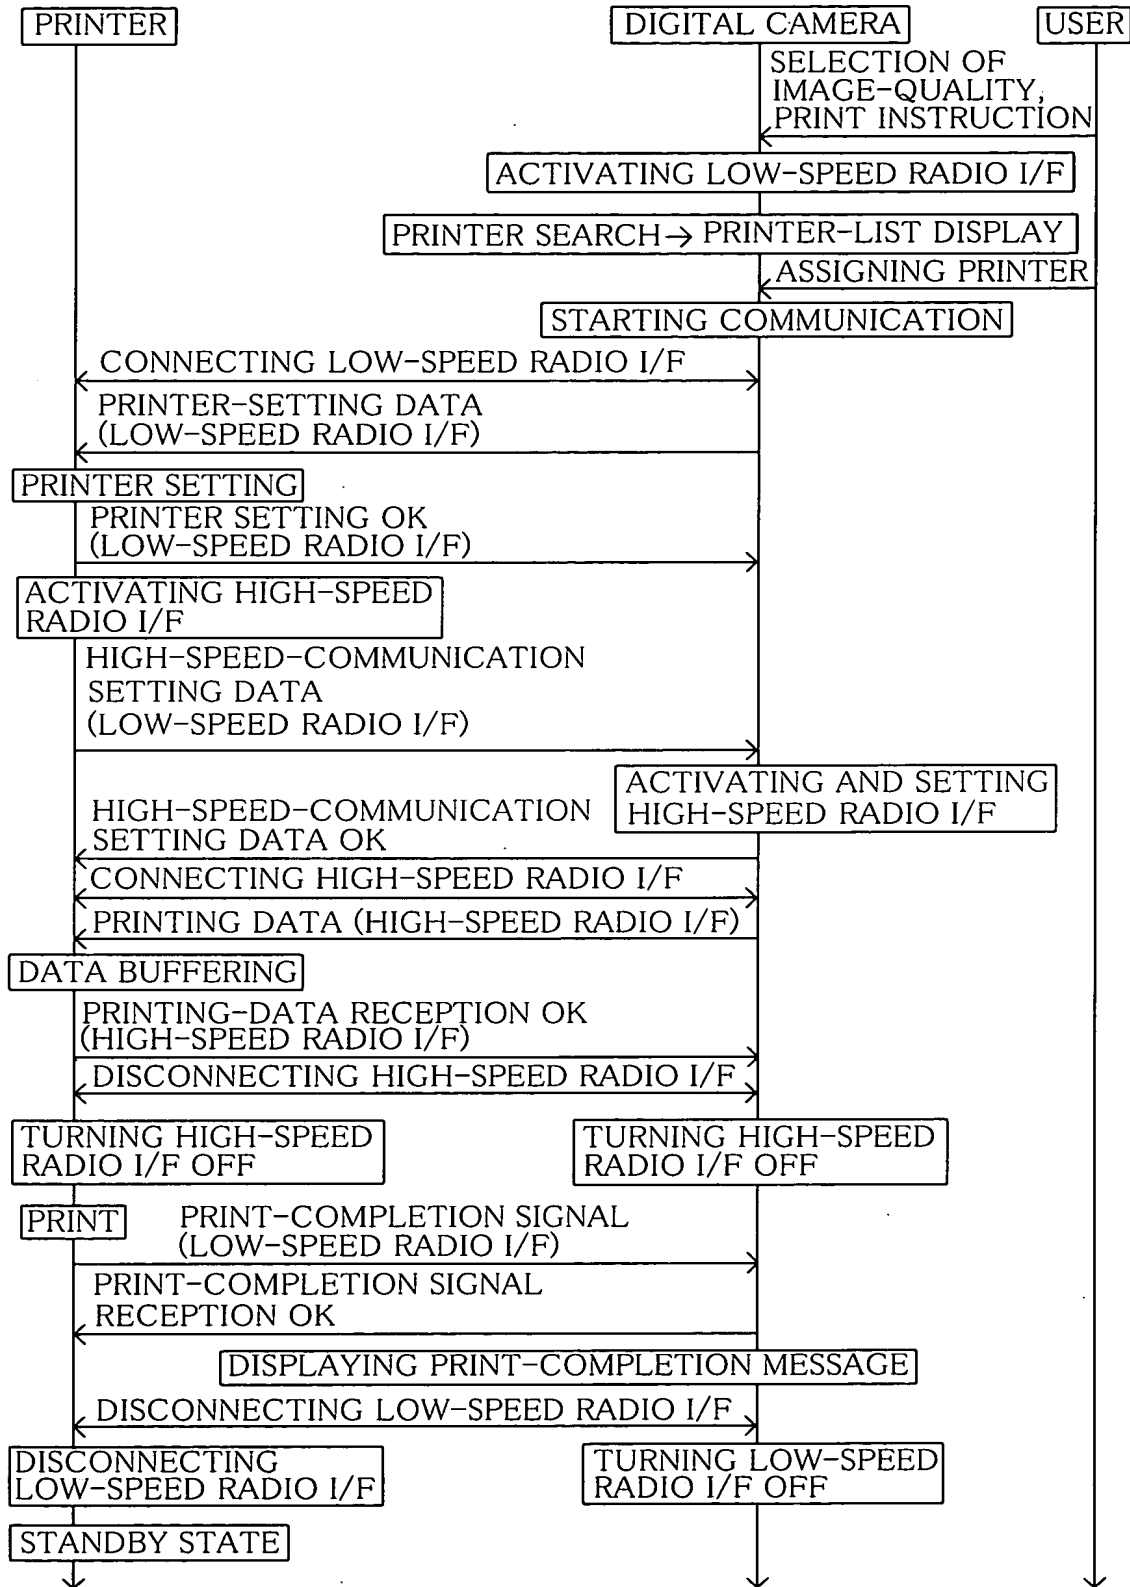 PRINTER
DIGITAL CAMERA
USER
SELECTION OF
IMAGE-QUALITY,
PRINT INSTRUCTION
ACTIVATING LOW-SPEED RADIO I/F
PRINTER SEARCH→ PRINTER-LIST DISPLAY
ASSIGNING PRINTER
STARTING COMMUNICATION
CONNECTING LOW-SPEED RADIO I/F
PRINTER-SETTING DATA
(LOW-SPEED RADIO I/F)
PRINTER SETTING
PRINTER SETTING OK
(LOW-SPEED RADIO I/F)
ACTIVATING HIGH-SPEED
RADIO I/F
HIGH-SPEED-COMMUNICATION
SETTING DATA
(LOW-SPEED RADIO I/F)
ACTIVATING AND SETTING
HIGH-SPEED RADIO I/F
HIGH-SPEED-COMMUNICATION
SETTING DATA OK
CONNECTING HIGH-SPEED RADIO I/F
PRINTING DATA (HIGH-SPEED RADIO I/F)
DATA BUFFERING
PRINTING-DATA RECEPTION OK
(HIGH-SPEED RADIO I/F)
DISCONNECTING HIGH-SPEED RADIO I/F
TURNING HIGH-SPEED
RADIO I/F OFF
TURNING HIGH-SPEED
RADIO I/F OFF
PRINT
PRINT-COMPLETION SIGNAL
(LOW-SPEED RADIO I/F)
PRINT-COMPLETION SIGNAL
RECEPTION OK
DISPLAYING PRINT-COMPLETION MESSAGE
DISCONNECTING LOW-SPEED RADIO I/F
DISCONNECTING
LOW-SPEED RADIO I/F
TURNING LOW-SPEED
RADIO I/F OFF
STANDBY STATE